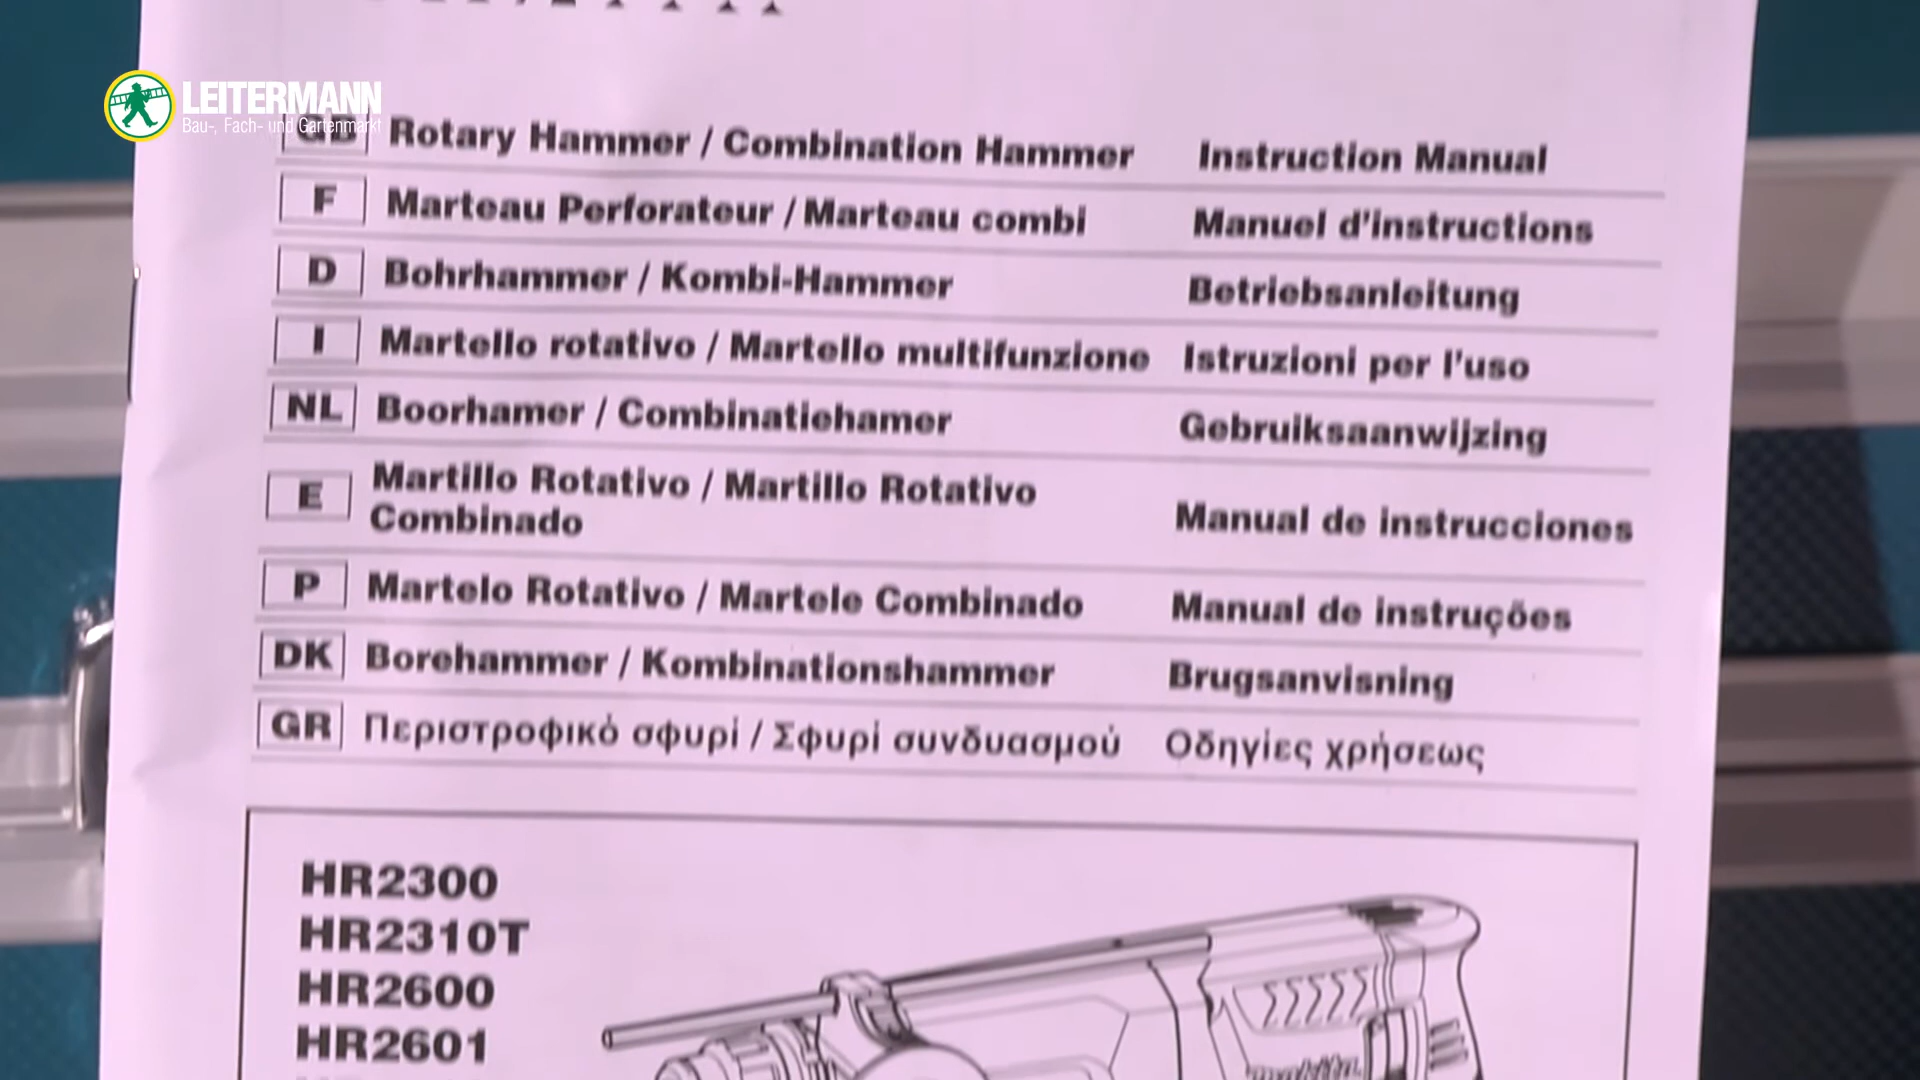 LEITERMANN
Bau-, Fach- und Gartenmarkt
GB Rotary Hammer / Combination Hammer Instruction Manual
F Marteau Perforateur / Marteau combi Manuel d'instructions
D Bohrhammer / Kombi-Hammer Betriebsanleitung
I Martello rotativo / Martello multifunzione Istruzioni per l'uso
NL Boorhamer / Combinatiehamer Gebruiksaanwijzing
E Martillo Rotativo / Martillo Rotativo
Combinado Manual de instrucciones
P Martelo Rotativo / Martele Combinado Manual de instruções
DK Borehammer / Kombinationshammer Brugsanvisning
GR Περιστροφικό σφυρί / Σφυρί συνδυασμού Οδηγίες χρήσεως
HR2300
HR2310T
HR2600
HR2601
makita